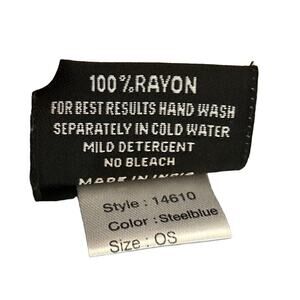 100% RAYON
FOR BEST RESULTS HAND WASH
SEPARATELY IN COLD WATER
MILD DETERGENT
NO BLEACH
MADE IN INDIA
Style : 14610
Color : Steelblue
Size : OS